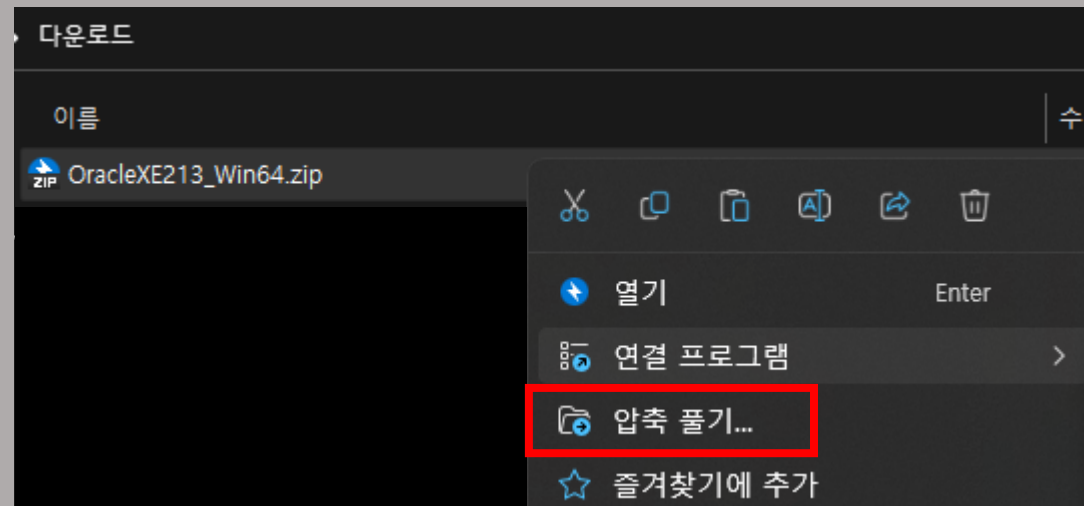 다운로드
이름
수
ZIP OracleXE213_Win64.zip
열기 Enter
연결 프로그램
압축 풀기...
즐겨찾기에 추가